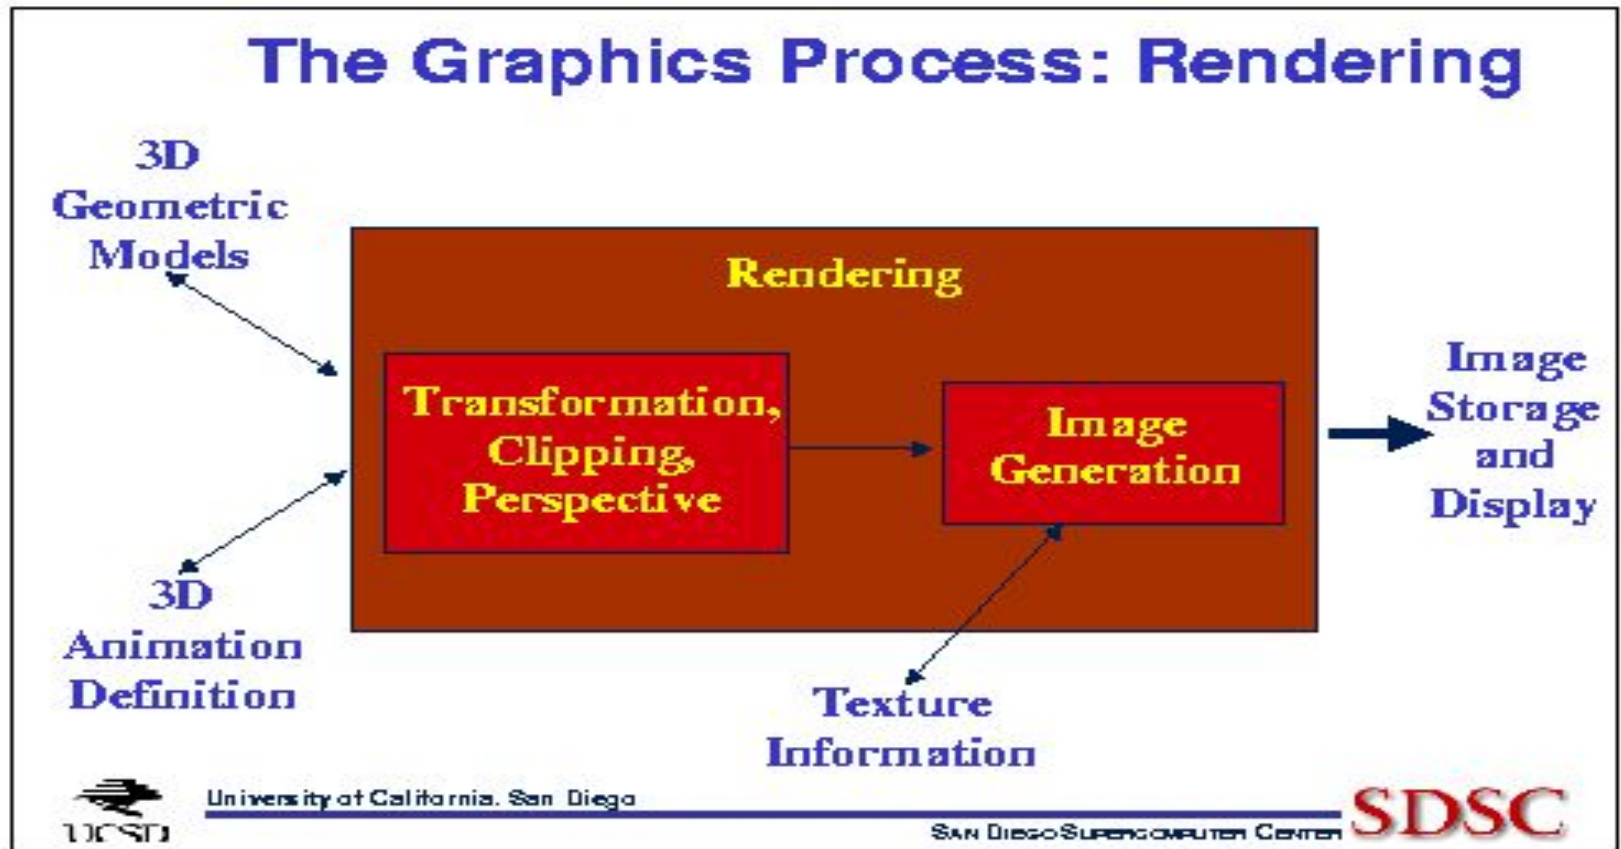 The Graphics Process: Rendering
3D
Geometric
Models
Rendering
Transformation,
Clipping,
Perspective
Image
Generation
Image
Storage
and
Display
3D
Animation
Definition
Texture
Information
UCSD
University of California, San Diego
SAN DIEGO SUPERCOMPUTER CENTER
SDSC